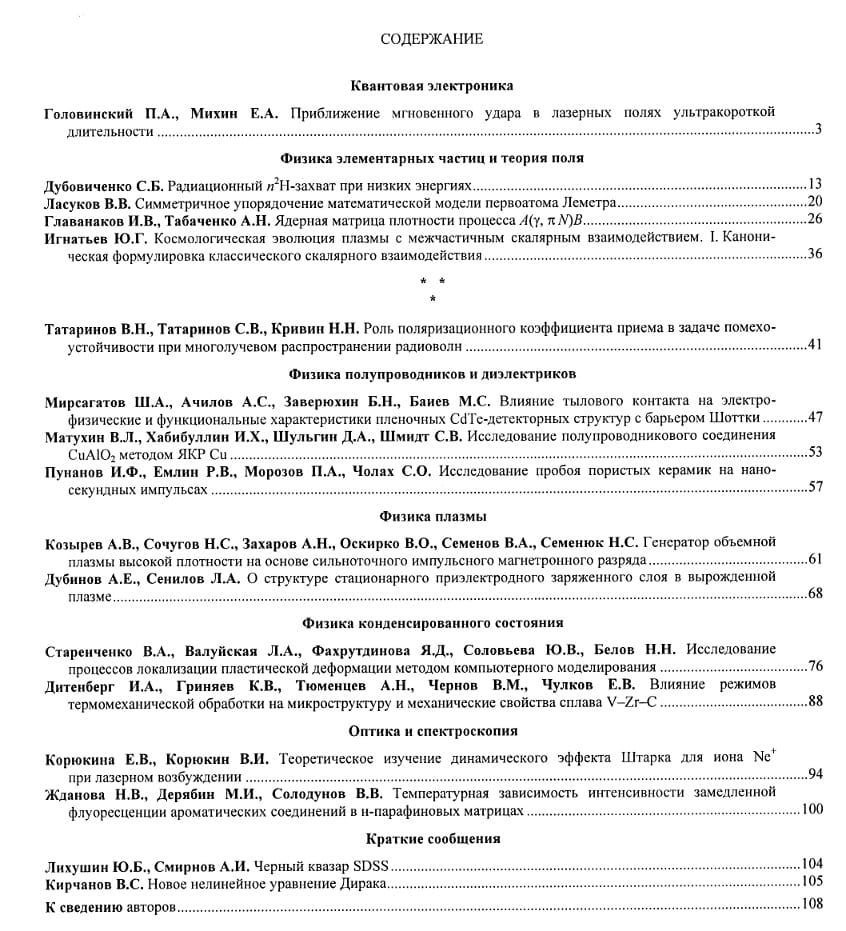 СОДЕРЖАНИЕ
Квантовая электроника
Головинский П.А., Михин Е.А. Приближение мгновенного удара в лазерных полях ультракороткой
длительности ... 3
Физика элементарных частиц и теория поля
Дубовиченко С.Б. Радиационный n²H-захват при низких энергиях ... 13
Ласуков В.В. Симметричное упорядочение математической модели первоатома Леметра ... 20
Главанаков И.В., Табаченко А.Н. Ядерная матрица плотности процесса A(γ, π N)B ... 26
Игнатьев Ю.Г. Космологическая эволюция плазмы с межчастичным скалярным взаимодействием. I. Канони-
ческая формулировка классического скалярного взаимодействия ... 36
* *
*
Татаринов В.Н., Татаринов С.В., Кривин Н.Н. Роль поляризационного коэффициента приема в задаче помехо-
устойчивости при многолучевом распространении радиоволн ... 41
Физика полупроводников и диэлектриков
Мирсагатов Ш.А., Ачилов А.С., Заверюхин Б.Н., Баиев М.С. Влияние тылового контакта на электро-
физические и функциональные характеристики пленочных CdTe-детекторных структур с барьером Шоттки ... 47
Матухин В.Л., Хабибуллин И.Х., Шульгин Д.А., Шмидт С.В. Исследование полупроводникового соединения
CuAlO₂ методом ЯКР Cu ... 53
Пунанов И.Ф., Емлин Р.В., Морозов П.А., Чолах С.О. Исследование пробоя пористых керамик на нано-
секундных импульсах ... 57
Физика плазмы
Козырев А.В., Сочугов Н.С., Захаров А.Н., Оскирко В.О., Семенов В.А., Семенюк Н.С. Генератор объемной
плазмы высокой плотности на основе сильноточного импульсного магнетронного разряда ... 61
Дубинов А.Е., Сенилов Л.А. О структуре стационарного приэлектродного заряженного слоя в вырожденной
плазме ... 68
Физика конденсированного состояния
Старенченко В.А., Валуйская Л.А., Фахрутдинова Я.Д., Соловьева Ю.В., Белов Н.Н. Исследование
процессов локализации пластической деформации методом компьютерного моделирования ... 76
Дитенберг И.А., Гриняев К.В., Тюменцев А.Н., Чернов В.М., Чулков Е.В. Влияние режимов
термомеханической обработки на микроструктуру и механические свойства сплава V–Zr–C ... 88
Оптика и спектроскопия
Корюкина Е.В., Корюкин В.И. Теоретическое изучение динамического эффекта Штарка для иона Ne⁺
при лазерном возбуждении ... 94
Жданова Н.В., Дерябин М.И., Солодунов В.В. Температурная зависимость интенсивности замедленной
флуоресценции ароматических соединений в н-парафиновых матрицах ... 100
Краткие сообщения
Лихушин Ю.Б., Смирнов А.И. Черный квазар SDSS ... 104
Кирчанов В.С. Новое нелинейное уравнение Дирака ... 105
К сведению авторов ... 108